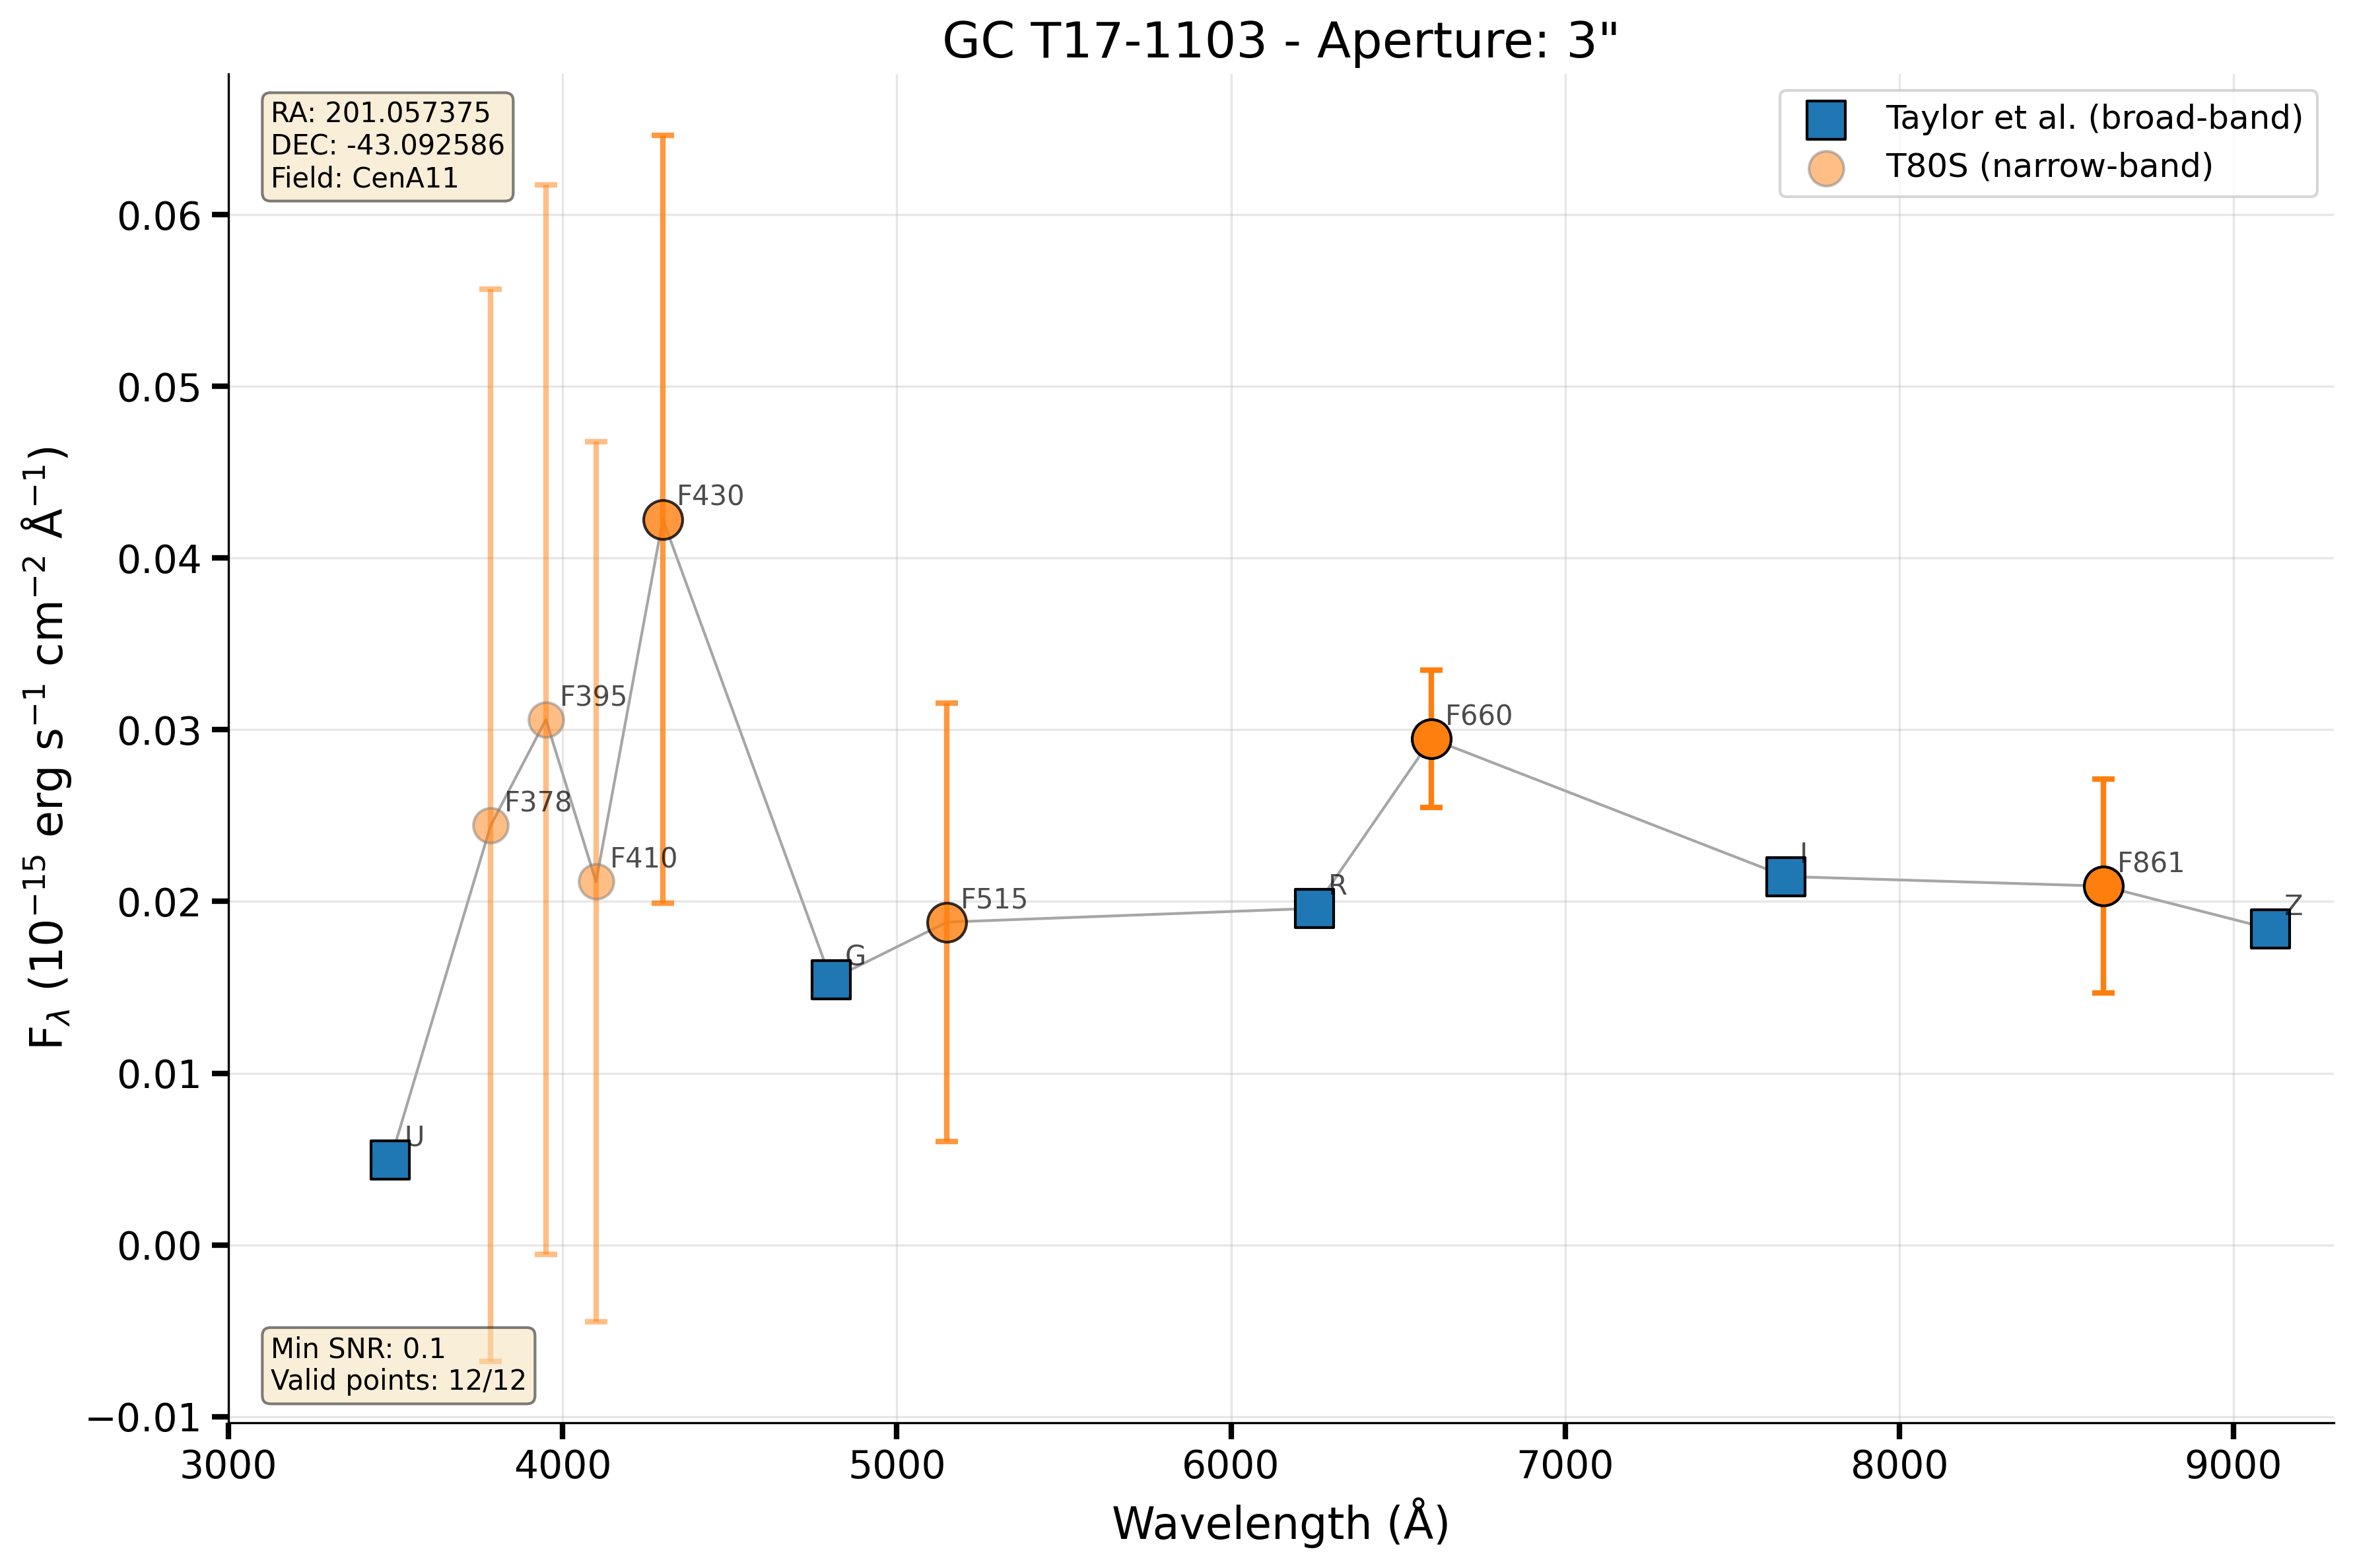 GC T17-1103 - Aperture: 3"
RA: 201.057375
DEC: -43.092586
Field: CenA11
Taylor et al. (broad-band)
T80S (narrow-band)
F_λ (10⁻¹⁵ erg s⁻¹ cm⁻² Å⁻¹)
0.06
0.05
0.04
0.03
0.02
0.01
0.00
−0.01
U
F378
F395
F410
F430
G
F515
R
F660
I
F861
Z
Min SNR: 0.1
Valid points: 12/12
3000 4000 5000 6000 7000 8000 9000
Wavelength (Å)